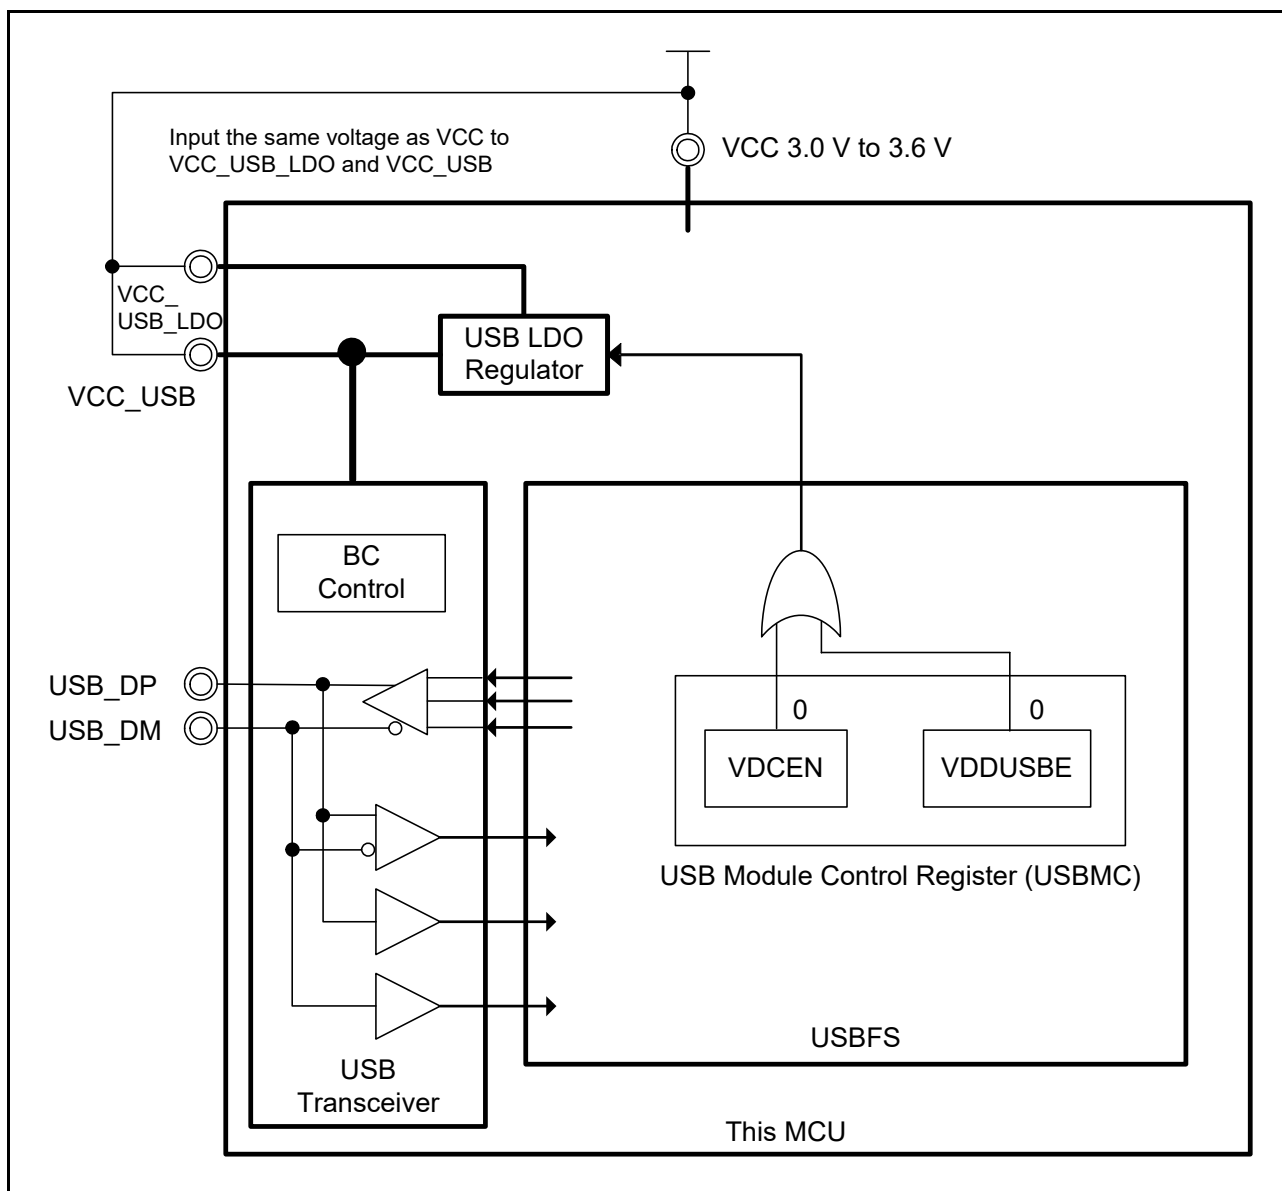 Input the same voltage as VCC to
VCC_USB_LDO and VCC_USB
VCC 3.0 V to 3.6 V
VCC_
USB_LDO
USB LDO
Regulator
VCC_USB
BC
Control
USB_DP
USB_DM
0
0
VDCEN
VDDUSBE
USB Module Control Register (USBMC)
USBFS
USB
Transceiver
This MCU